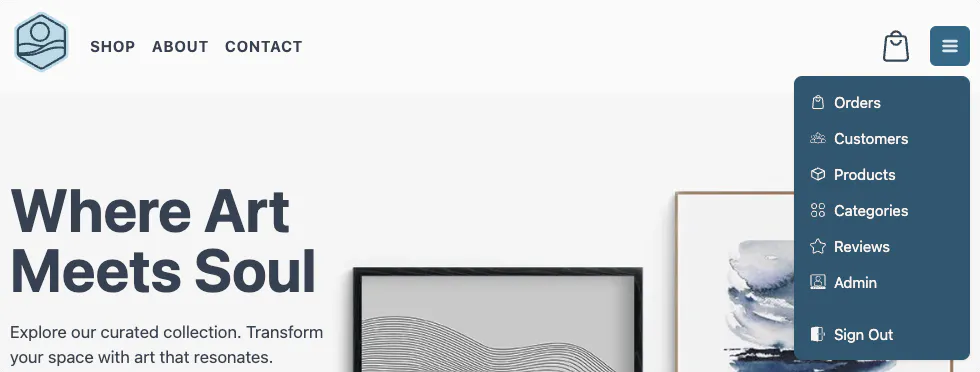 SHOP ABOUT CONTACT
Orders
Customers
Products
Categories
Reviews
Admin
Sign Out
Where Art
Meets Soul
Explore our curated collection. Transform
your space with art that resonates.